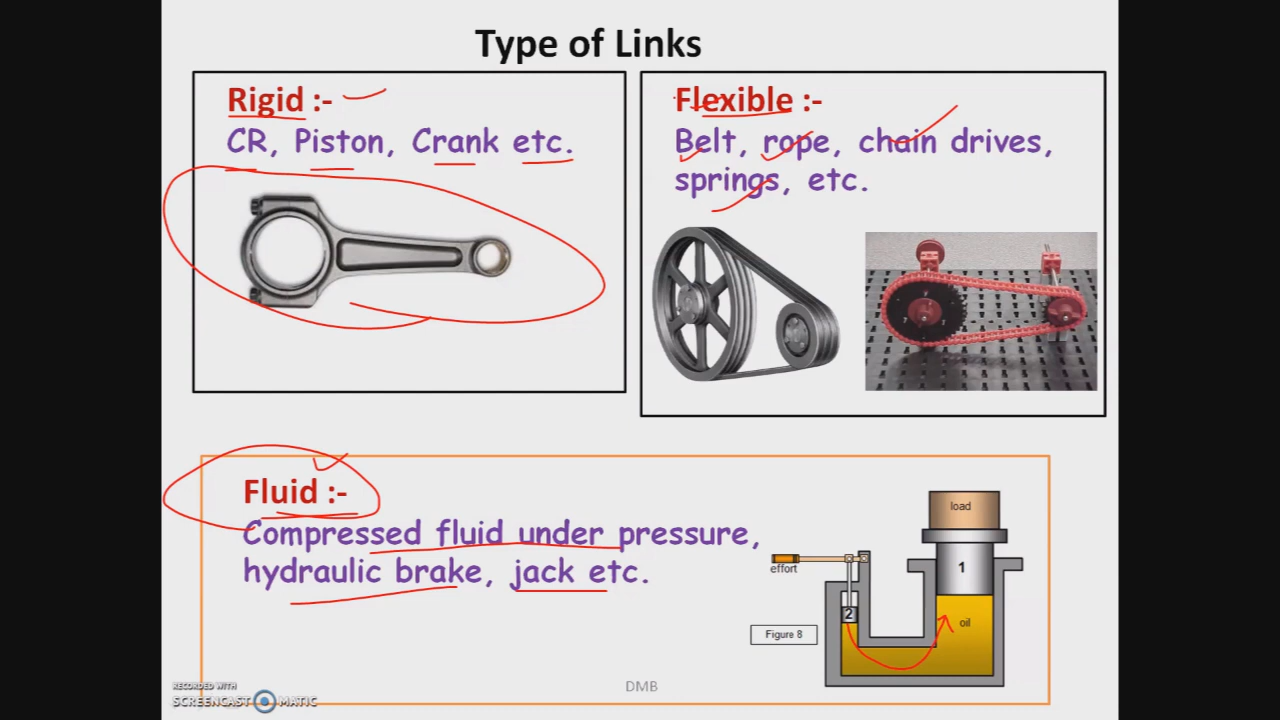 Type of Links
Rigid :-
CR, Piston, Crank etc.
Flexible :-
Belt, rope, chain drives,
springs, etc.
Fluid :-
Compressed fluid under pressure,
hydraulic brake, jack etc.
load
effort
1
2
oil
Figure 8
DMB
RECORDED WITH
SCREENCAST MATIC